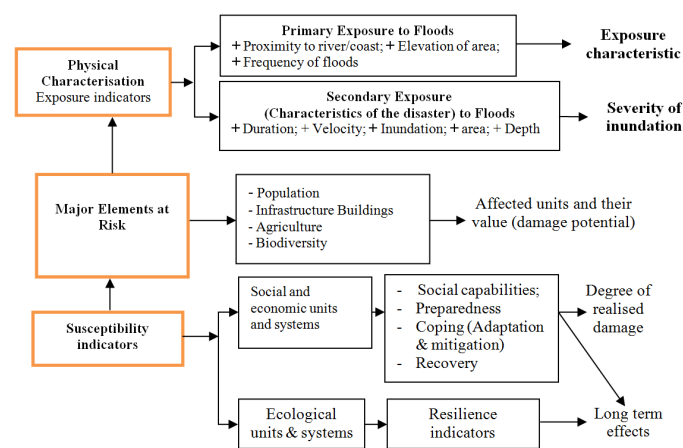 Physical
Characterisation
Exposure indicators
Primary Exposure to Floods
+ Proximity to river/coast; + Elevation of area;
+ Frequency of floods
Exposure
characteristic
Secondary Exposure
(Characteristics of the disaster) to Floods
+ Duration; + Velocity; + Inundation; + area; + Depth
Severity of
inundation
Major Elements at
Risk
- Population
- Infrastructure Buildings
- Agriculture
- Biodiversity
Affected units and their
value (damage potential)
Susceptibility
indicators
Social and
economic units
and systems
- Social capabilities;
- Preparedness
- Coping (Adaptation
& mitigation)
- Recovery
Degree of
realised
damage
Ecological
units & systems
Resilience
indicators
Long term
effects